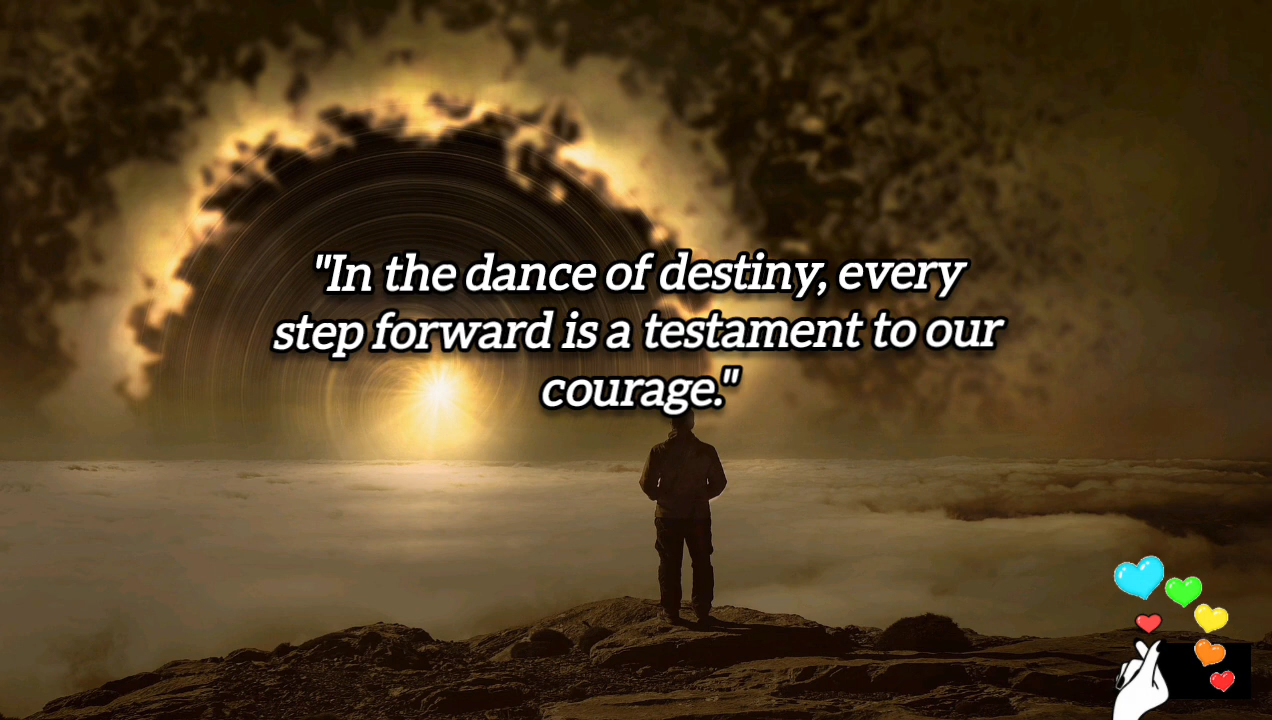 "In the dance of destiny, every
step forward is a testament to our
courage."